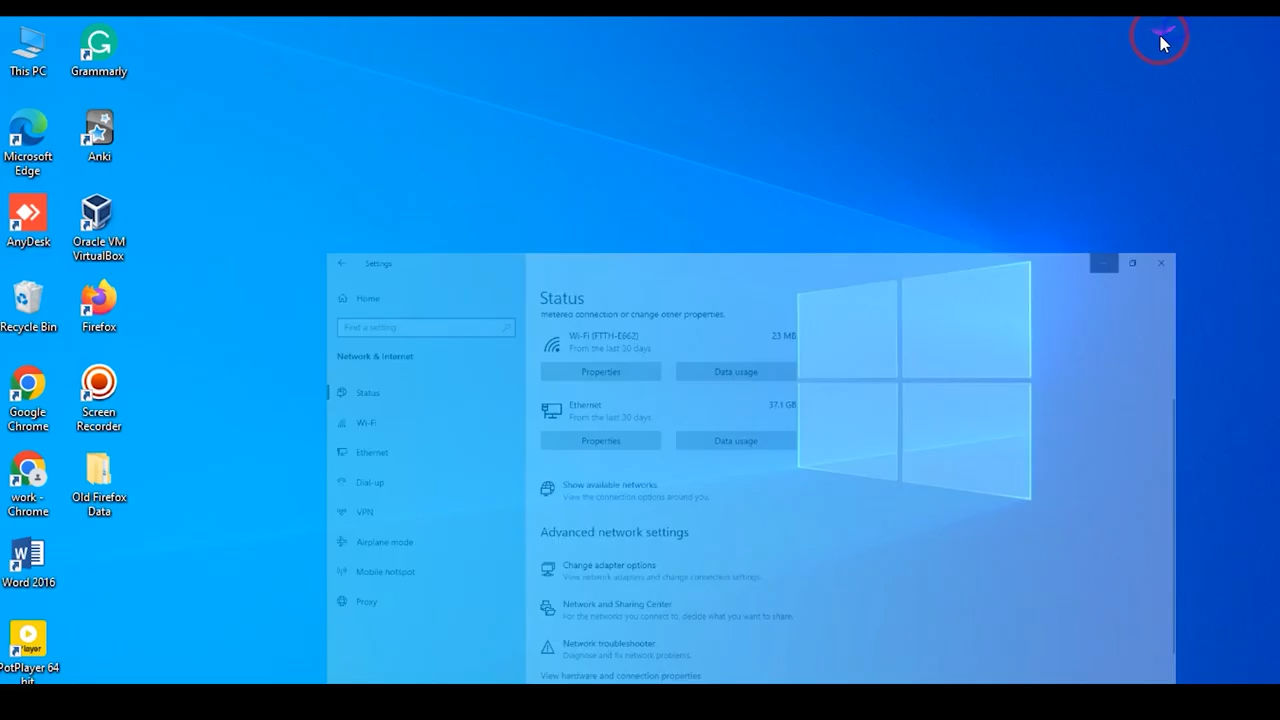 This PC
Grammarly
Microsoft
Edge
Anki
AnyDesk
Oracle VM
VirtualBox
Recycle Bin
Firefox
Google
Chrome
Screen
Recorder
work -
Chrome
Old Firefox
Data
Word 2016
Player
PotPlayer 64
bit
Settings
Home
Find a setting
Network & Internet
Status
Wi-Fi
Ethernet
Dial-up
VPN
Airplane mode
Mobile hotspot
Proxy
Status
metered connection or change other properties.
Wi-Fi (FTTH-E662)
23 MB
From the last 30 days
Properties
Data usage
Ethernet
37.1 GB
From the last 30 days
Properties
Data usage
Show available networks
View the connection options around you.
Advanced network settings
Change adapter options
View network adapters and change connection settings.
Network and Sharing Center
For the networks you connect to, decide what you want to share.
Network troubleshooter
Diagnose and fix network problems.
View hardware and connection properties